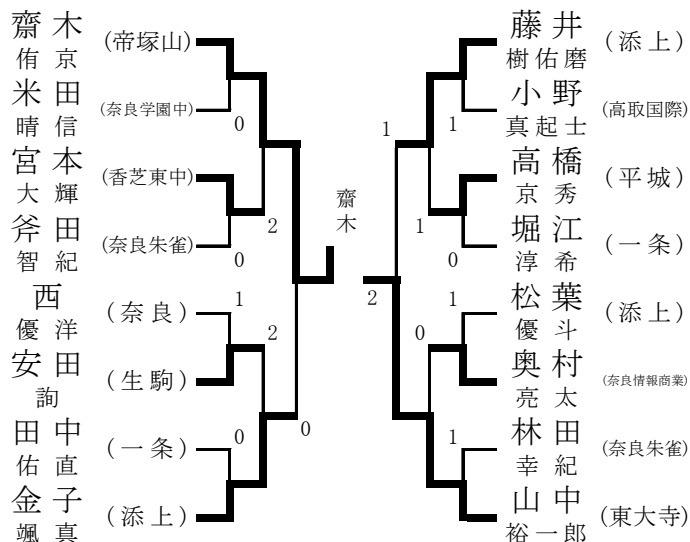 齋木 侑京 (帝塚山)
米田 晴信 (奈良学園中)
0
宮本 大輝 (香芝東中)
2
斧田 智紀 (奈良朱雀)
0
西 優洋 (奈良)
1
2
安田 詢 (生駒)
田中 佑直 (一条)
0
0
金子 颯真 (添上)
齋木
藤井 樹佑磨 (添上)
1
小野 真起士 (高取国際)
1
高橋 京秀 (平城)
1
堀江 淳希 (一条)
0
2
松葉 優斗 (添上)
1
0
奥村 亮太 (奈良情報商業)
林田 幸紀 (奈良朱雀)
1
山中 裕一郎 (東大寺)